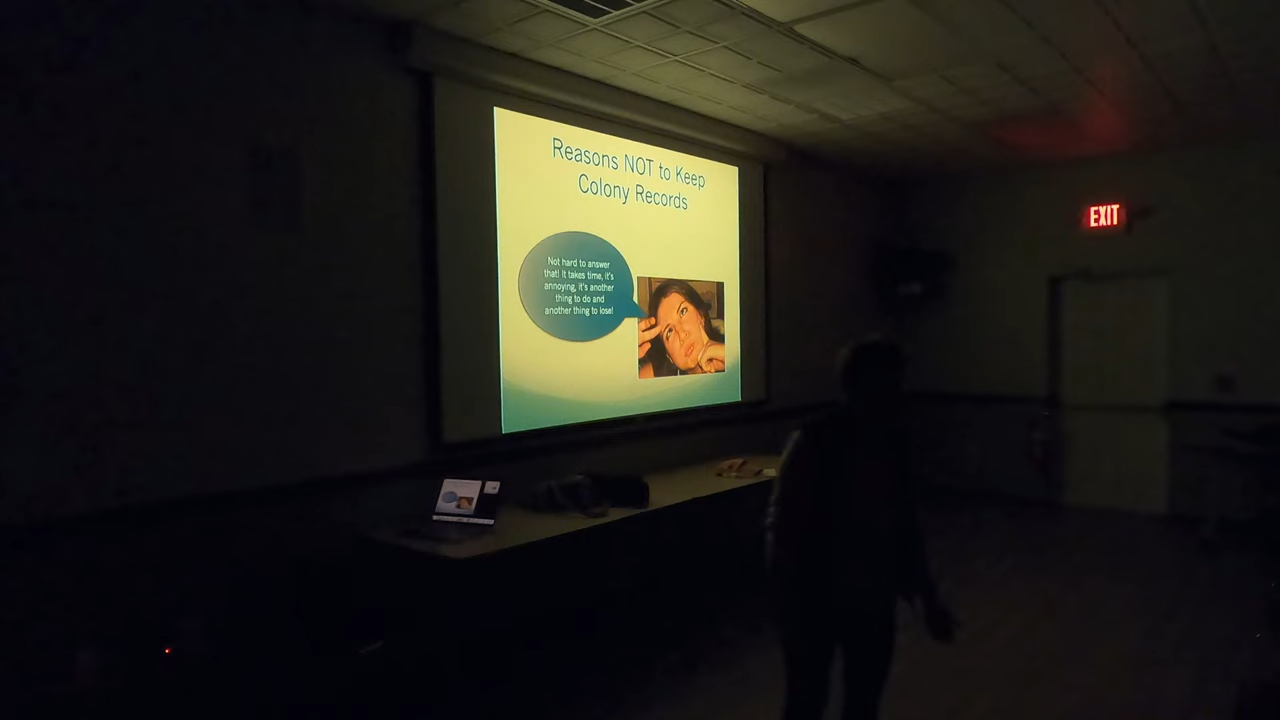 Reasons NOT to Keep
Colony Records
Not hard to answer
that! It takes time, it's
annoying, it's another
thing to do and
another thing to lose!
EXIT